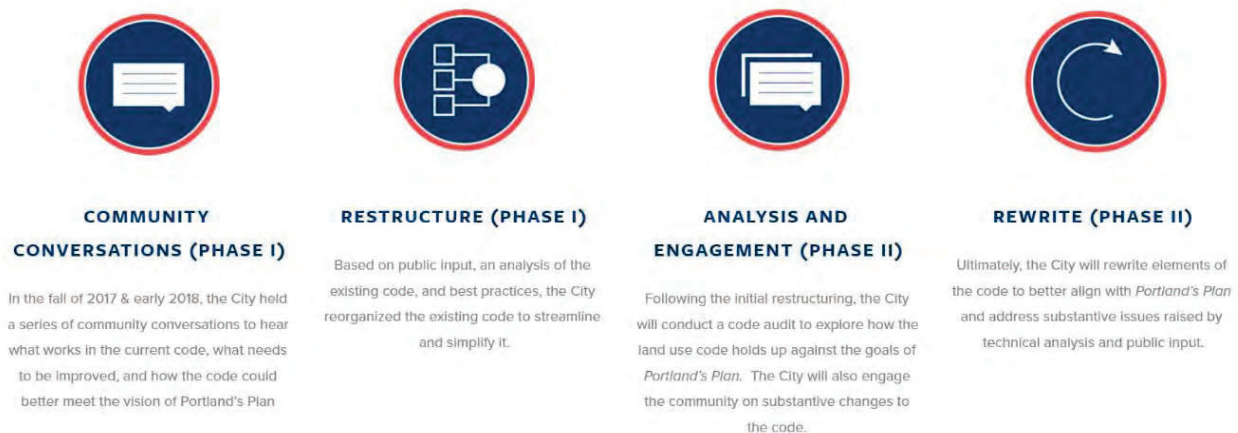 COMMUNITY
CONVERSATIONS (PHASE I)
In the fall of 2017 & early 2018, the City held
a series of community conversations to hear
what works in the current code, what needs
to be improved, and how the code could
better meet the vision of Portland's Plan
RESTRUCTURE (PHASE I)
Based on public input, an analysis of the
existing code, and best practices, the City
reorganized the existing code to streamline
and simplify it.
ANALYSIS AND
ENGAGEMENT (PHASE II)
Following the initial restructuring, the City
will conduct a code audit to explore how the
land use code holds up against the goals of
Portland's Plan. The City will also engage
the community on substantive changes to
the code.
REWRITE (PHASE II)
Ultimately, the City will rewrite elements of
the code to better align with Portland's Plan
and address substantive issues raised by
technical analysis and public input.